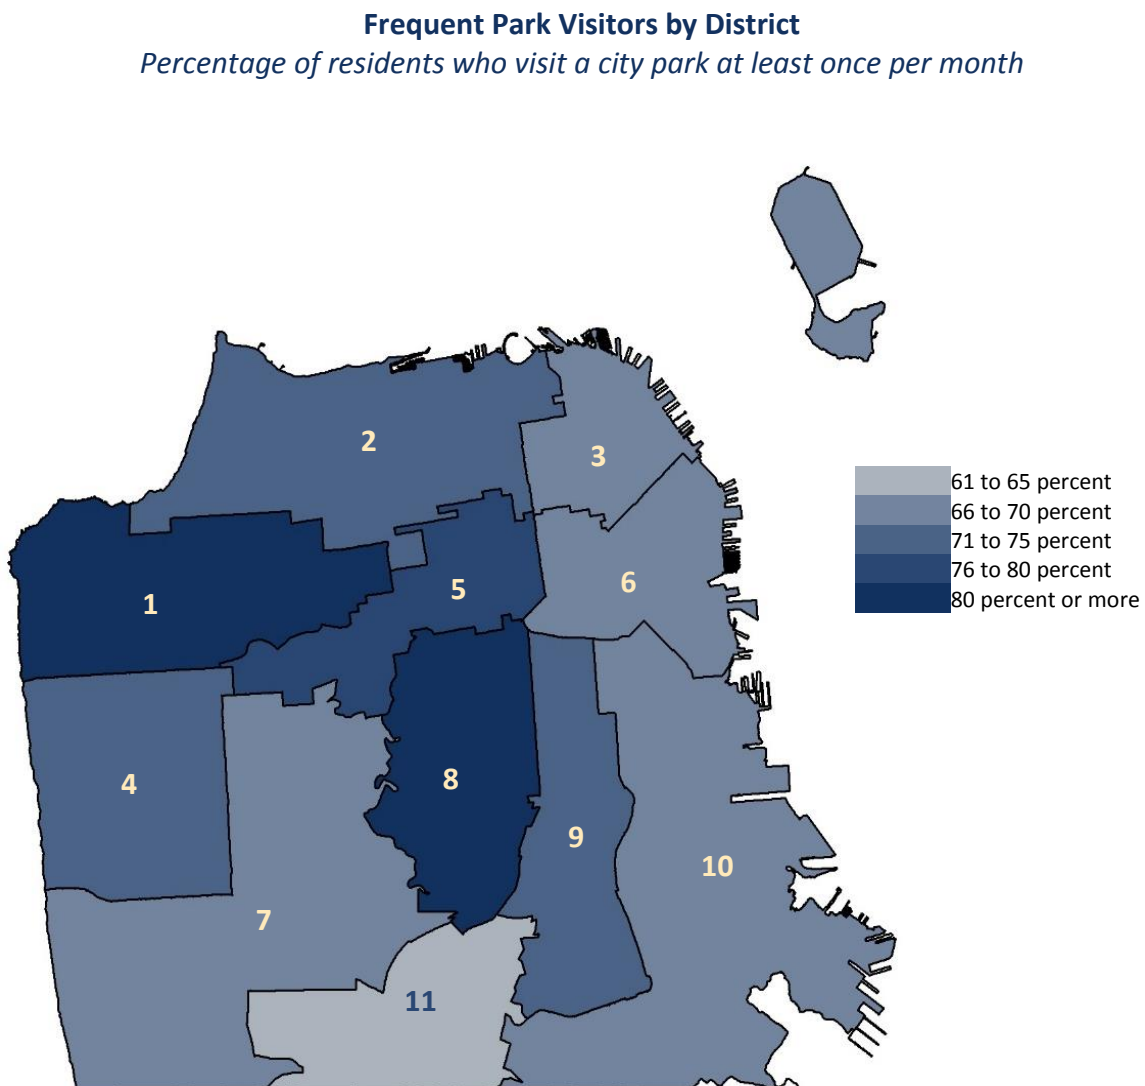 Frequent Park Visitors by District
Percentage of residents who visit a city park at least once per month
2
3
61 to 65 percent
66 to 70 percent
71 to 75 percent
76 to 80 percent
80 percent or more
1
5
6
4
8
9
10
7
11